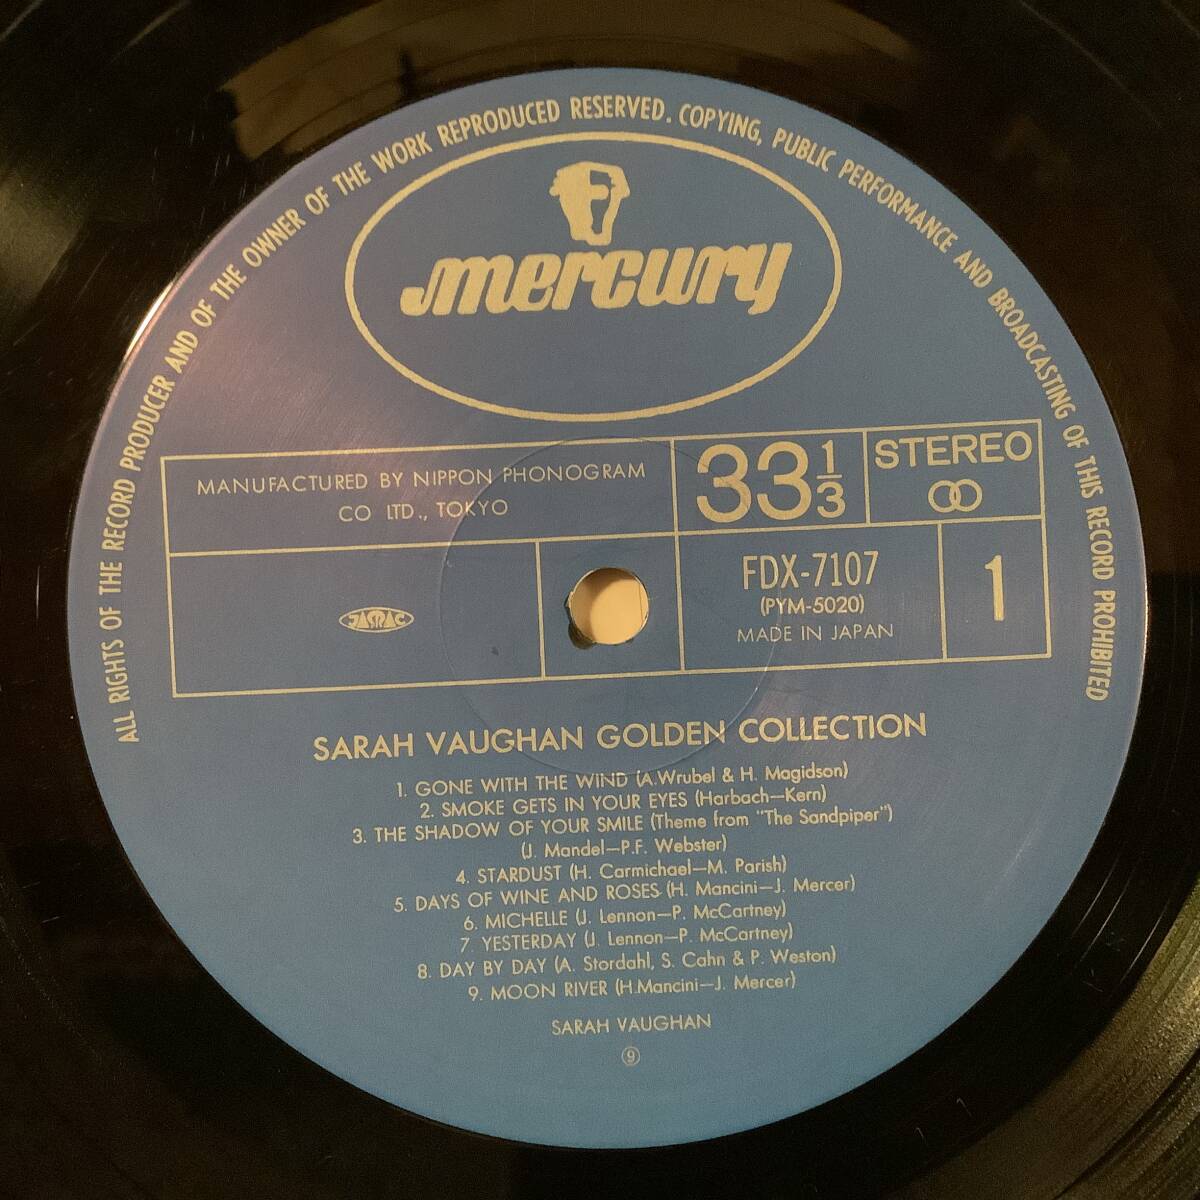 ALL RIGHTS OF THE RECORD PRODUCER AND OF THE OWNER OF THE WORK REPRODUCED RESERVED. COPYING, PUBLIC PERFORMANCE AND BROADCASTING OF THIS RECORD PROHIBITED
mercury
MANUFACTURED BY NIPPON PHONOGRAM
CO LTD., TOKYO
33 1/3
STEREO
JASRAC
FDX-7107
(PYM-5020)
MADE IN JAPAN
1
SARAH VAUGHAN GOLDEN COLLECTION
1. GONE WITH THE WIND (A.Wrubel & H. Magidson)
2. SMOKE GETS IN YOUR EYES (Harbach—Kern)
3. THE SHADOW OF YOUR SMILE (Theme from "The Sandpiper")
(J. Mandel—P.F. Webster)
4. STARDUST (H. Carmichael—M. Parish)
5. DAYS OF WINE AND ROSES (H. Mancini—J. Mercer)
6. MICHELLE (J. Lennon—P. McCartney)
7. YESTERDAY (J. Lennon—P. McCartney)
8. DAY BY DAY (A. Stordahl, S. Cahn & P. Weston)
9. MOON RIVER (H.Mancini—J. Mercer)
SARAH VAUGHAN
⑨